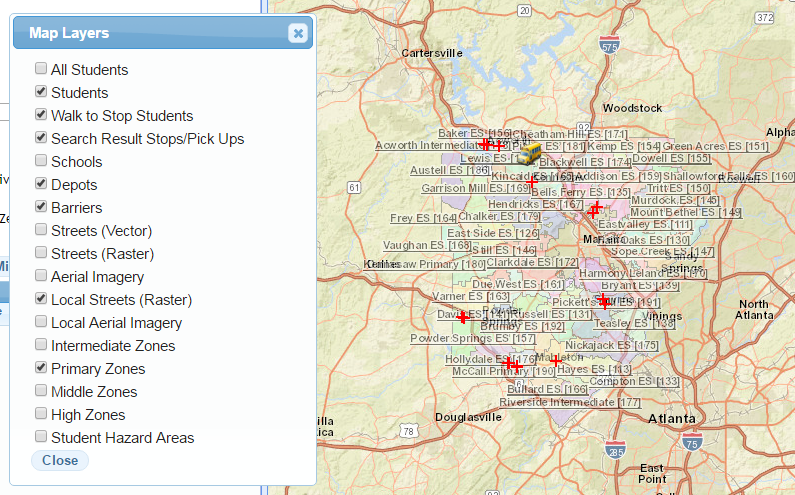 Map Layers
All Students
Students
Walk to Stop Students
Search Result Stops/Pick Ups
Schools
Depots
Barriers
Streets (Vector)
Streets (Raster)
Aerial Imagery
Local Streets (Raster)
Local Aerial Imagery
Intermediate Zones
Primary Zones
Middle Zones
High Zones
Student Hazard Areas
Close
20
372
575
Cartersville
Woodstock
92
Alpha
Baker ES [156]
Cheatham Hill ES [171]
Acworth Intermediate
[181]
Kemp ES [154]
Green Acres ES [151]
Lewis ES
Blackwell ES [174]
Dowell ES [155]
Austell ES [186]
Kincaid ES
Addison ES [159]
Shallowford Falls ES [160]
61
Garrison Mill ES [169]
Bells Ferry ES [135]
Tritt ES [150]
Hendricks ES [167]
Murdock ES [145]
Mount Bethel ES [149]
Frey ES [164]
Chalker ES [179]
Eastvalley ES [111]
East Side ES [126]
Oaks ES [130]
Vaughan ES [168]
Still ES [146]
Sope Creek ES [147]
Sandy
Springs
Kennesaw Primary [180]
Clarkdale ES [172]
Harmony Leland ES
Due West ES [161]
Bryant ES [139]
Varner ES [163]
Pickett's
ES [191]
North
Atlanta
Davis ES
Russell ES [131]
Vinings
Brumby ES [192]
Teasley ES [138]
Powder Springs ES [157]
Nickajack ES [175]
Hollydale ES [176]
Mableton
McCall Primary [190]
Hayes ES [113]
Compton ES [133]
Bullard ES [166]
Riverside Intermediate [177]
6
Douglasville
Atlanta
78
illa
ica
285
75
East
Point